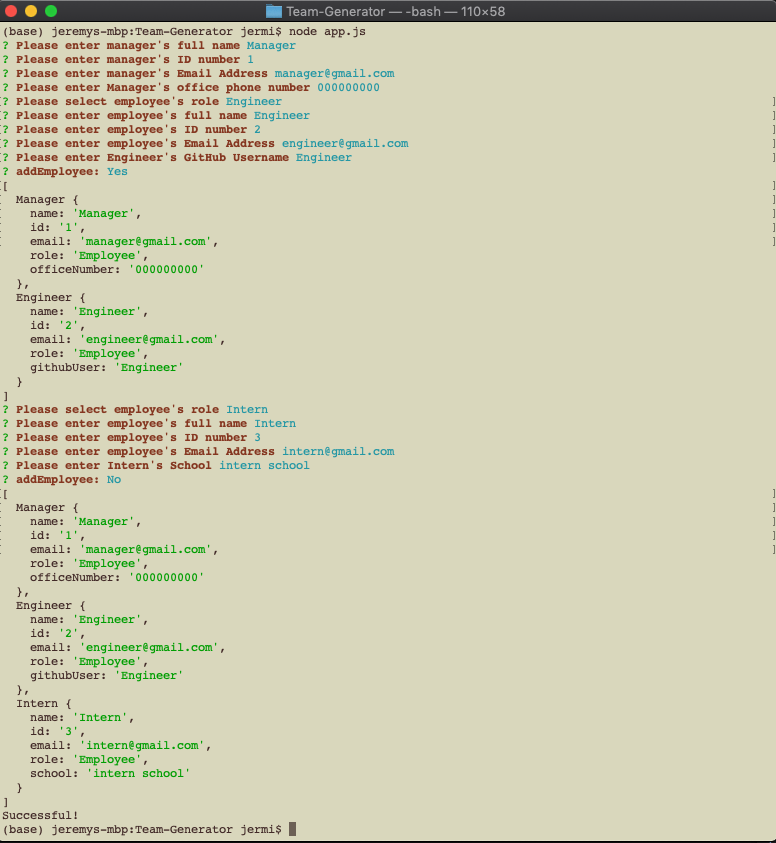 Team-Generator — -bash — 110×58
(base) jeremys-mbp:Team-Generator jermi$ node app.js
? Please enter manager's full name Manager
? Please enter manager's ID number 1
? Please enter manager's Email Address manager@gmail.com
? Please enter Manager's office phone number 000000000
[? Please select employee's role Engineer ]
[? Please enter employee's full name Engineer ]
[? Please enter employee's ID number 2 ]
[? Please enter employee's Email Address engineer@gmail.com ]
[? Please enter Engineer's GitHub Username Engineer ]
? addEmployee: Yes
[[ ]
[ Manager { ]
[ name: 'Manager', ]
[ id: '1', ]
[ email: 'manager@gmail.com', ]
role: 'Employee',
officeNumber: '000000000'
},
Engineer {
name: 'Engineer',
id: '2',
email: 'engineer@gmail.com',
role: 'Employee',
githubUser: 'Engineer'
}
]
? Please select employee's role Intern
? Please enter employee's full name Intern
? Please enter employee's ID number 3
? Please enter employee's Email Address intern@gmail.com
? Please enter Intern's School intern school
? addEmployee: No
[[ ]
[ Manager { ]
[ name: 'Manager', ]
[ id: '1', ]
[ email: 'manager@gmail.com', ]
role: 'Employee',
officeNumber: '000000000'
},
Engineer {
name: 'Engineer',
id: '2',
email: 'engineer@gmail.com',
role: 'Employee',
githubUser: 'Engineer'
},
Intern {
name: 'Intern',
id: '3',
email: 'intern@gmail.com',
role: 'Employee',
school: 'intern school'
}
]
Successful!
(base) jeremys-mbp:Team-Generator jermi$